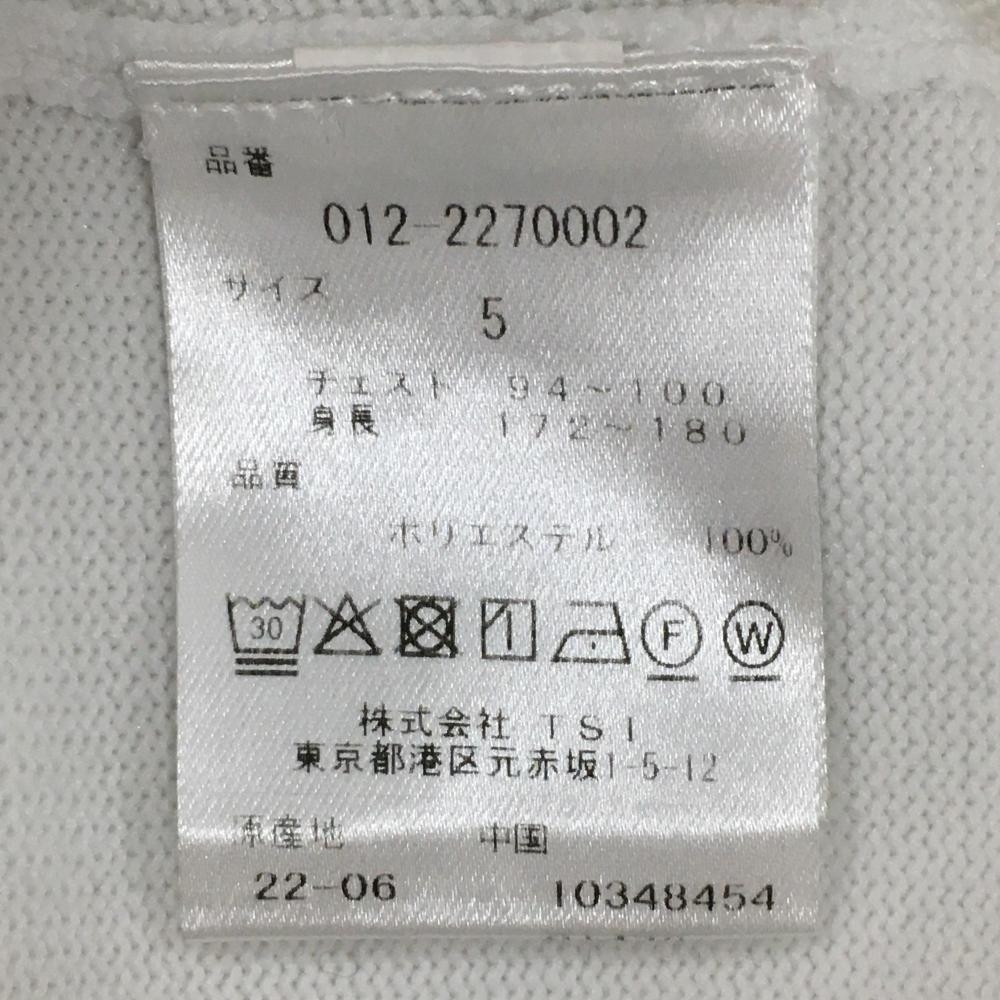 品番
012-2270002
サイズ
5
チェスト 94～100
身長 172～180
品質
ポリエステル 100%
30
F W
株式会社 TSI
東京都港区元赤坂1-5-12
原産地 中国
22-06 10348454